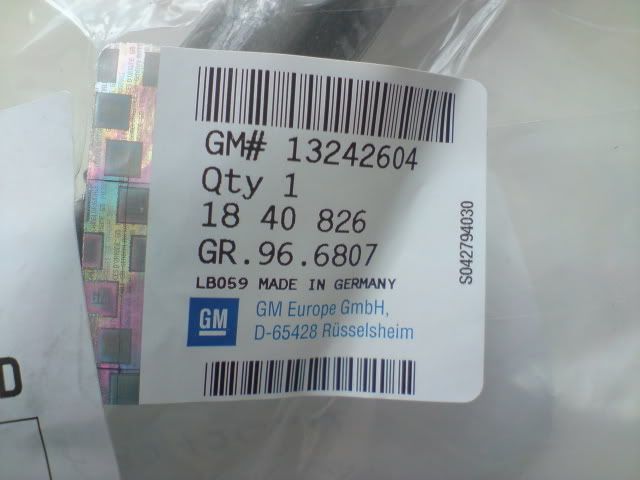 GM# 13242604
Qty 1
18 40 826
GR.96.6807
LB059 MADE IN GERMANY
GM
GM Europe GmbH,
D-65428 Rüsselsheim
S042794030
D